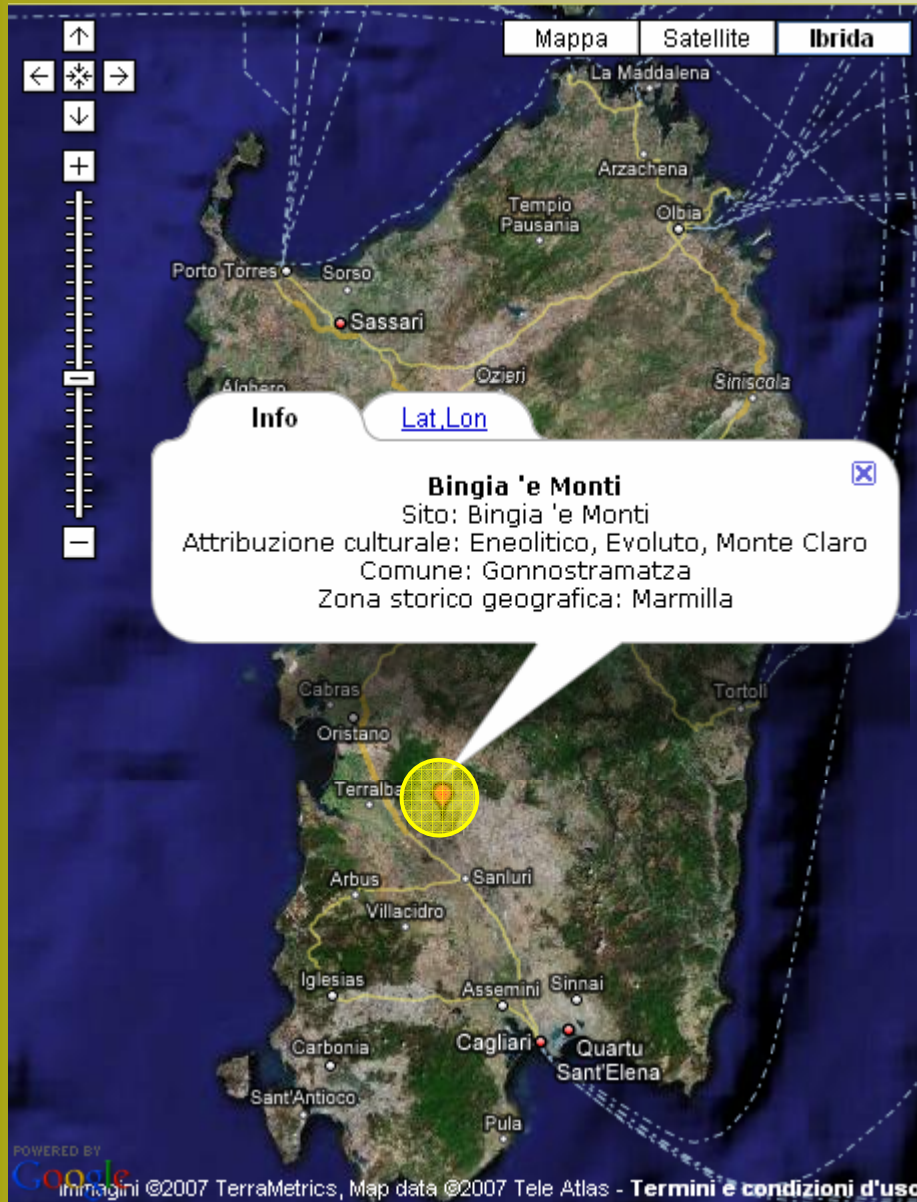 Mappa Satellite Ibrida
La Maddalena
Arzachena
Tempio
Pausania
Olbia
Porto Torres
Sorso
Sassari
Ozieri
Siniscola
Alghero
Info Lat,Lon
Bingia 'e Monti
Sito: Bingia 'e Monti
Attribuzione culturale: Eneolitico, Evoluto, Monte Claro
Comune: Gonnostramatza
Zona storico geografica: Marmilla
Cabras
Tortolì
Oristano
Terralba
Arbus
Sanluri
Villacidro
Iglesias
Assemini
Sinnai
Cagliari
Quartu
Sant'Elena
Carbonia
Sant'Antioco
Pula
POWERED BY
Google
Immagini ©2007 TerraMetrics, Map data ©2007 Tele Atlas - Termini e condizioni d'uso